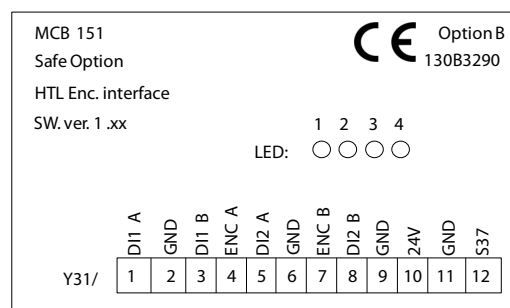 MCB 151
Safe Option
HTL Enc. interface
SW. ver. 1 .xx
CE
Option B
130B3290
1 2 3 4
LED:
DI1 A GND DI1 B ENC A DI2 A GND ENC B DI2 B GND 24V GND S37
Y31/ 1 2 3 4 5 6 7 8 9 10 11 12